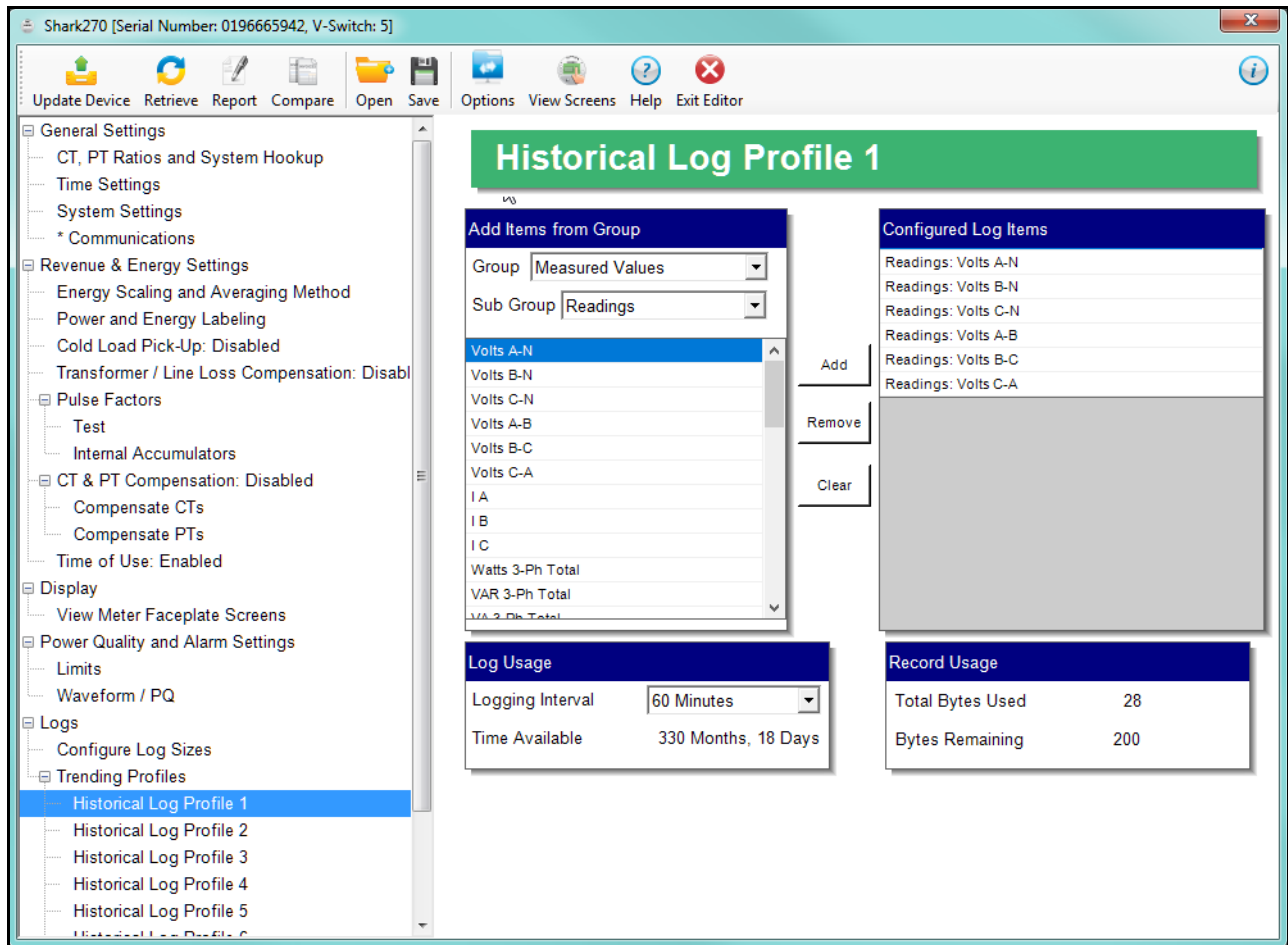 Shark270 [Serial Number: 0196665942, V-Switch: 5]
Update Device Retrieve Report Compare Open Save Options View Screens Help Exit Editor
General Settings
CT, PT Ratios and System Hookup
Time Settings
System Settings
* Communications
Revenue & Energy Settings
Energy Scaling and Averaging Method
Power and Energy Labeling
Cold Load Pick-Up: Disabled
Transformer / Line Loss Compensation: Disabl
Pulse Factors
Test
Internal Accumulators
CT & PT Compensation: Disabled
Compensate CTs
Compensate PTs
Time of Use: Enabled
Display
View Meter Faceplate Screens
Power Quality and Alarm Settings
Limits
Waveform / PQ
Logs
Configure Log Sizes
Trending Profiles
Historical Log Profile 1
Historical Log Profile 2
Historical Log Profile 3
Historical Log Profile 4
Historical Log Profile 5
Historical Log Profile 6
Historical Log Profile 1
Add Items from Group
Group Measured Values
Sub Group Readings
Volts A-N
Volts B-N
Volts C-N
Volts A-B
Volts B-C
Volts C-A
I A
I B
I C
Watts 3-Ph Total
VAR 3-Ph Total
VA 3-Ph Total
Add
Remove
Clear
Configured Log Items
Readings: Volts A-N
Readings: Volts B-N
Readings: Volts C-N
Readings: Volts A-B
Readings: Volts B-C
Readings: Volts C-A
Log Usage
Logging Interval 60 Minutes
Time Available 330 Months, 18 Days
Record Usage
Total Bytes Used 28
Bytes Remaining 200